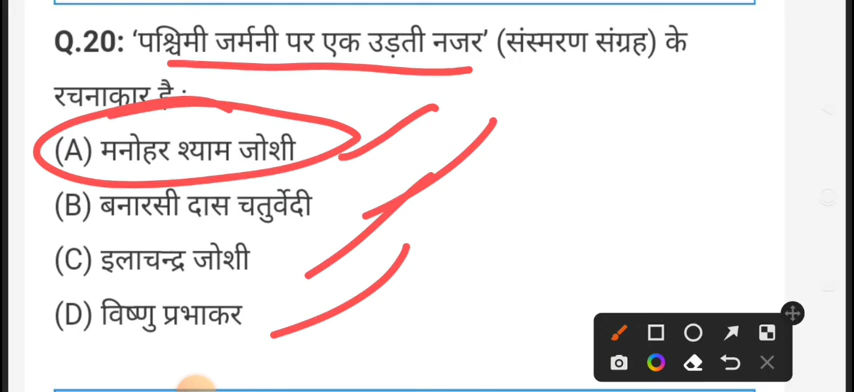 Q.20: ‘पश्चिमी जर्मनी पर एक उड़ती नजर’ (संस्मरण संग्रह) के
रचनाकार है :
(A) मनोहर श्याम जोशी
(B) बनारसी दास चतुर्वेदी
(C) इलाचन्द्र जोशी
(D) विष्णु प्रभाकर